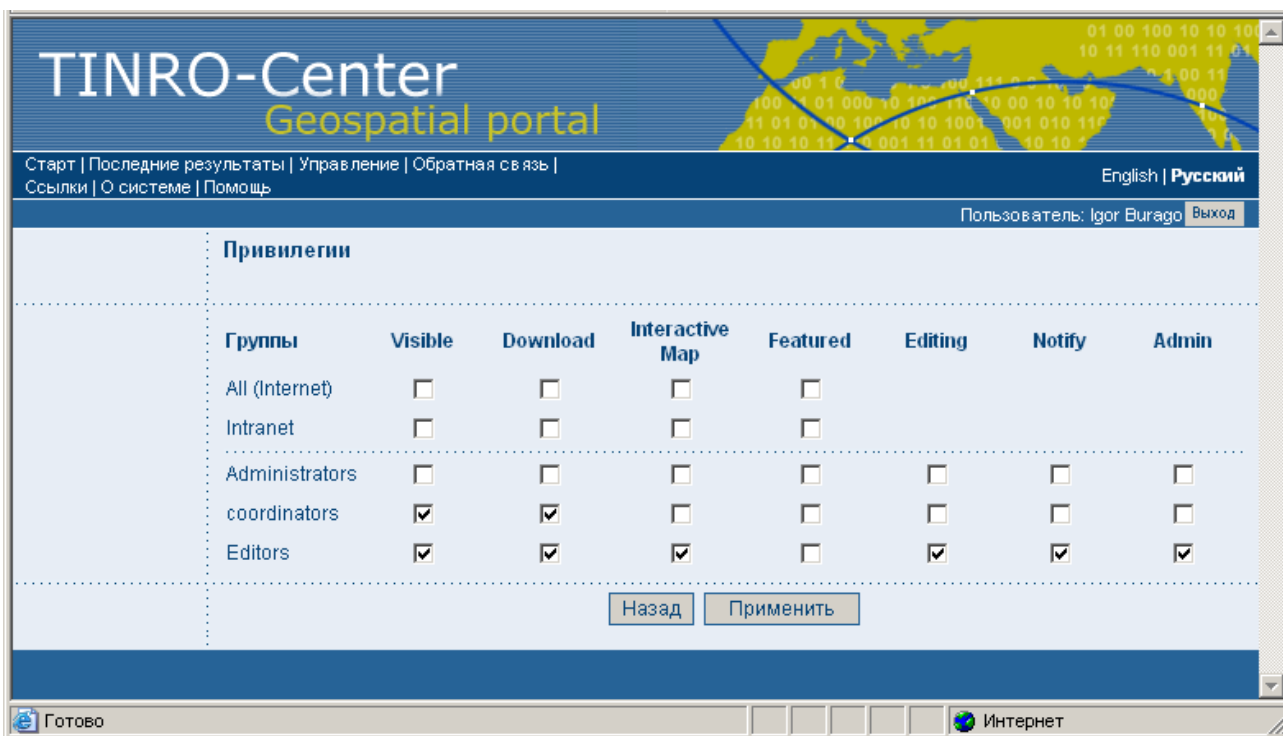 TINRO-Center
Geospatial portal
Старт | Последние результаты | Управление | Обратная связь |
Ссылки | О системе | Помощь
English | Русский
Пользователь: Igor Burago Выход
Привилегии
Группы Visible Download Interactive Map Featured Editing Notify Admin
All (Internet)
Intranet
Administrators
coordinators
Editors
Назад Применить
Готово Интернет